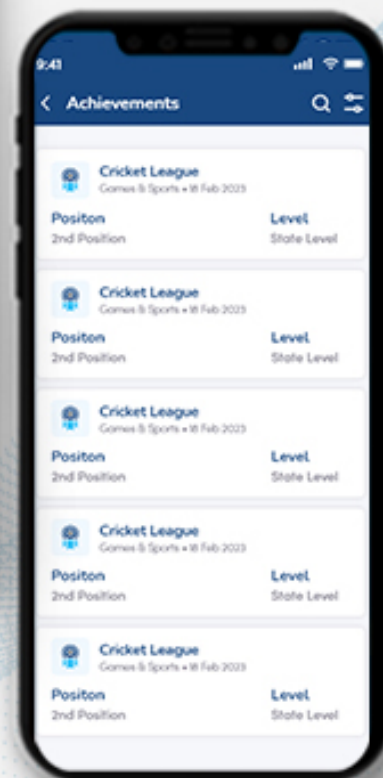 9:41
Achievements
Cricket League
Games & Sports • 18 Feb 2023
Positon Level
2nd Position State Level
Cricket League
Games & Sports • 18 Feb 2023
Positon Level
2nd Position State Level
Cricket League
Games & Sports • 18 Feb 2023
Positon Level
2nd Position State Level
Cricket League
Games & Sports • 18 Feb 2023
Positon Level
2nd Position State Level
Cricket League
Games & Sports • 18 Feb 2023
Positon Level
2nd Position State Level